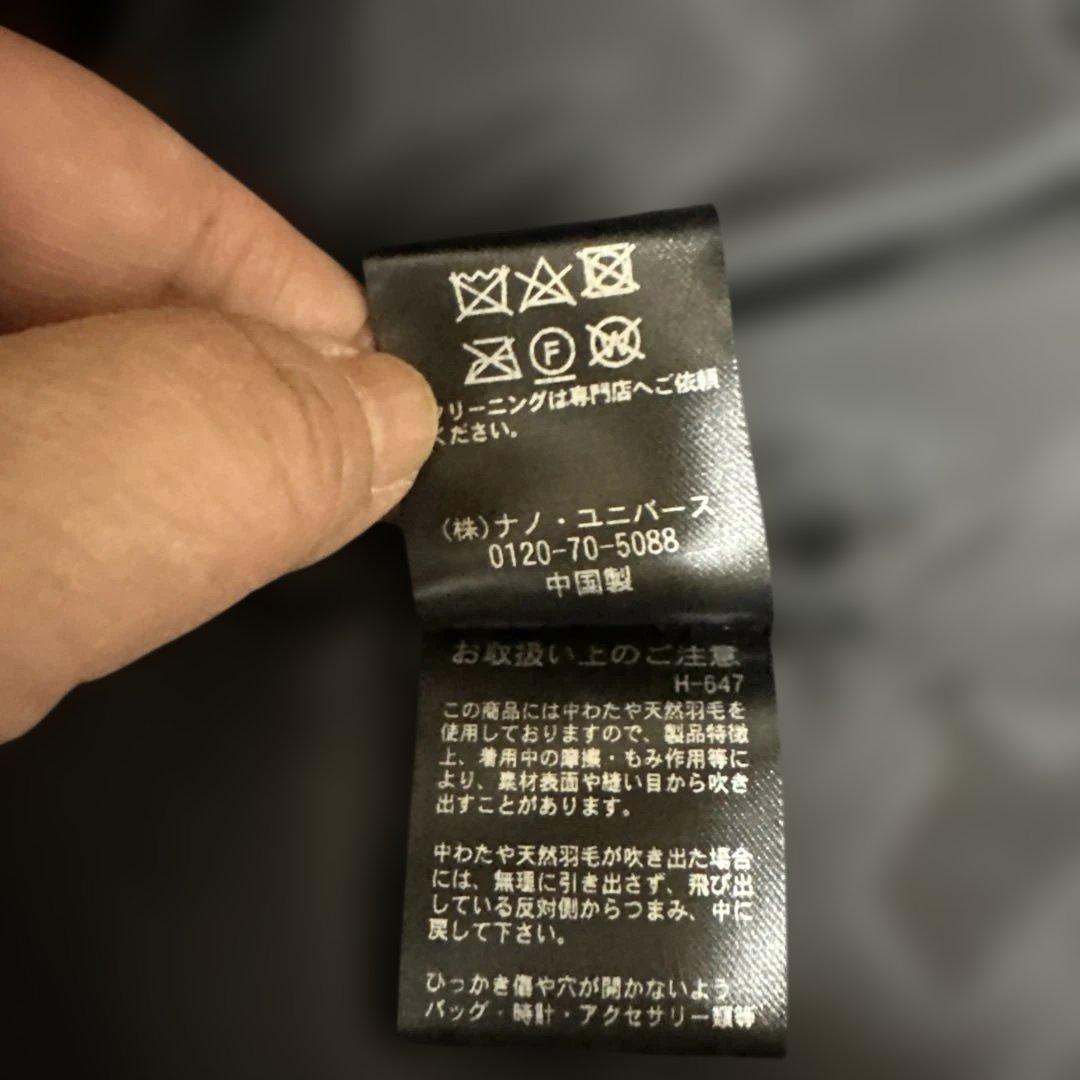 F
W
クリーニングは専門店へご依頼
ください。
(株)ナノ・ユニバース
0120-70-5088
中国製
お取扱い上のご注意
H-647
この商品には中わたや天然羽毛を
使用しておりますので、製品特徴
上、着用中の摩擦・もみ作用等に
より、素材表面や縫い目から吹き
出すことがあります。
中わたや天然羽毛が吹き出た場合
には、無理に引き出さず、飛び出
している反対側からつまみ、中に
戻して下さい。
ひっかき傷や穴が開かないよう
バッグ・時計・アクセサリー類等